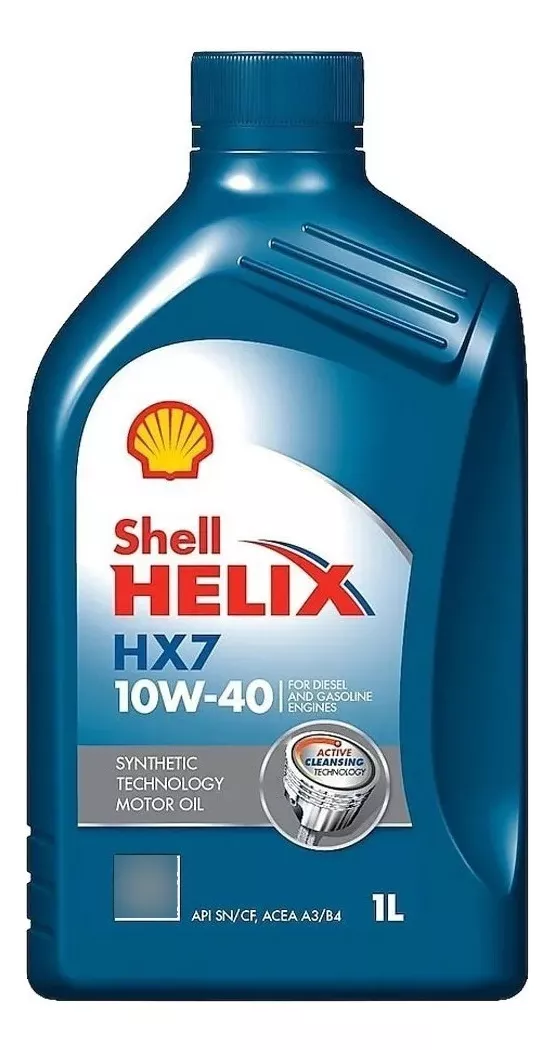 Shell
HELIX
HX7
10W-40
FOR DIESEL
AND GASOLINE
ENGINES
SYNTHETIC
TECHNOLOGY
MOTOR OIL
ACTIVE
CLEANSING
TECHNOLOGY
API SN/CF, ACEA A3/B4
1L